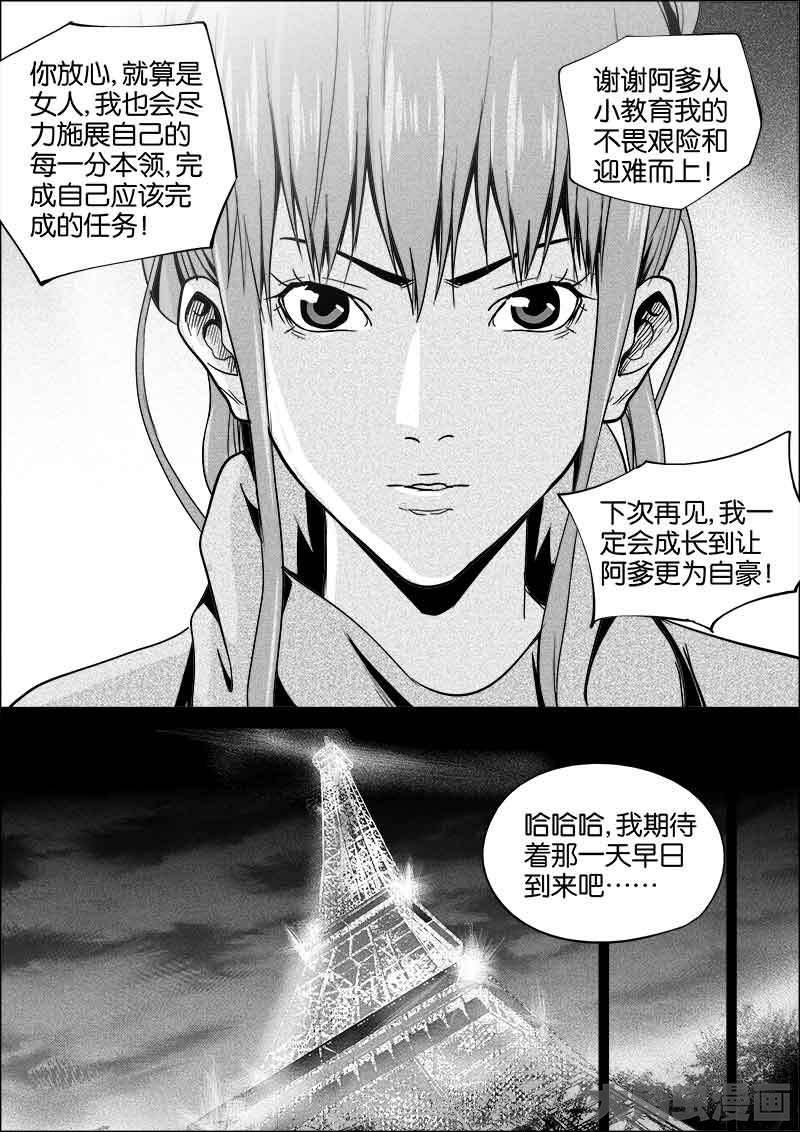 你放心,就算是
女人,我也会尽
力施展自己的
每一分本领,完
成自己应该完
成的任务!
谢谢阿爹从
小教育我的
不畏艰险和
迎难而上!
下次再见,我一
定会成长到让
阿爹更为自豪!
哈哈哈,我期待
着那一天早日
到来吧……
漫画